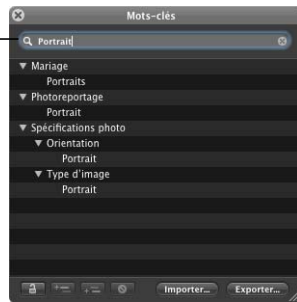 Mots-clés
Portrait
Mariage
Portraits
Photoreportage
Portrait
Spécifications photo
Orientation
Portrait
Type d'image
Portrait
Importer... Exporter...